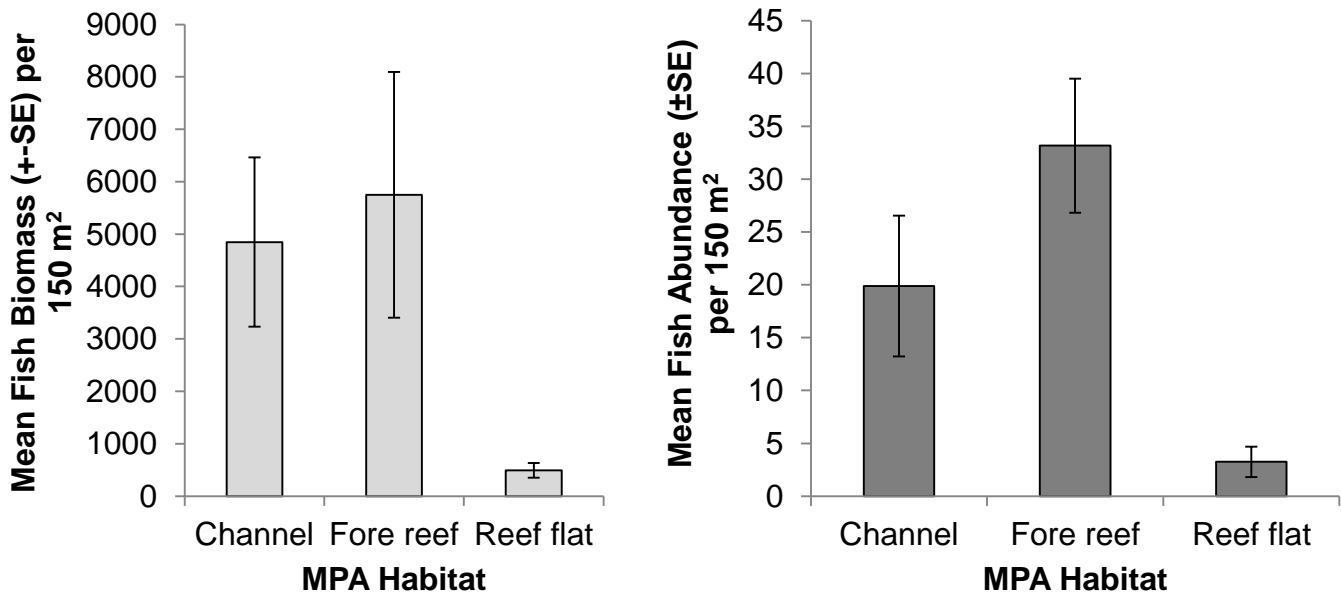 Mean Fish Biomass (+-SE) per
150 m²
9000
8000
7000
6000
5000
4000
3000
2000
1000
0
Channel Fore reef Reef flat
MPA Habitat
Mean Fish Abundance (±SE)
per 150 m²
45
40
35
30
25
20
15
10
5
0
Channel Fore reef Reef flat
MPA Habitat